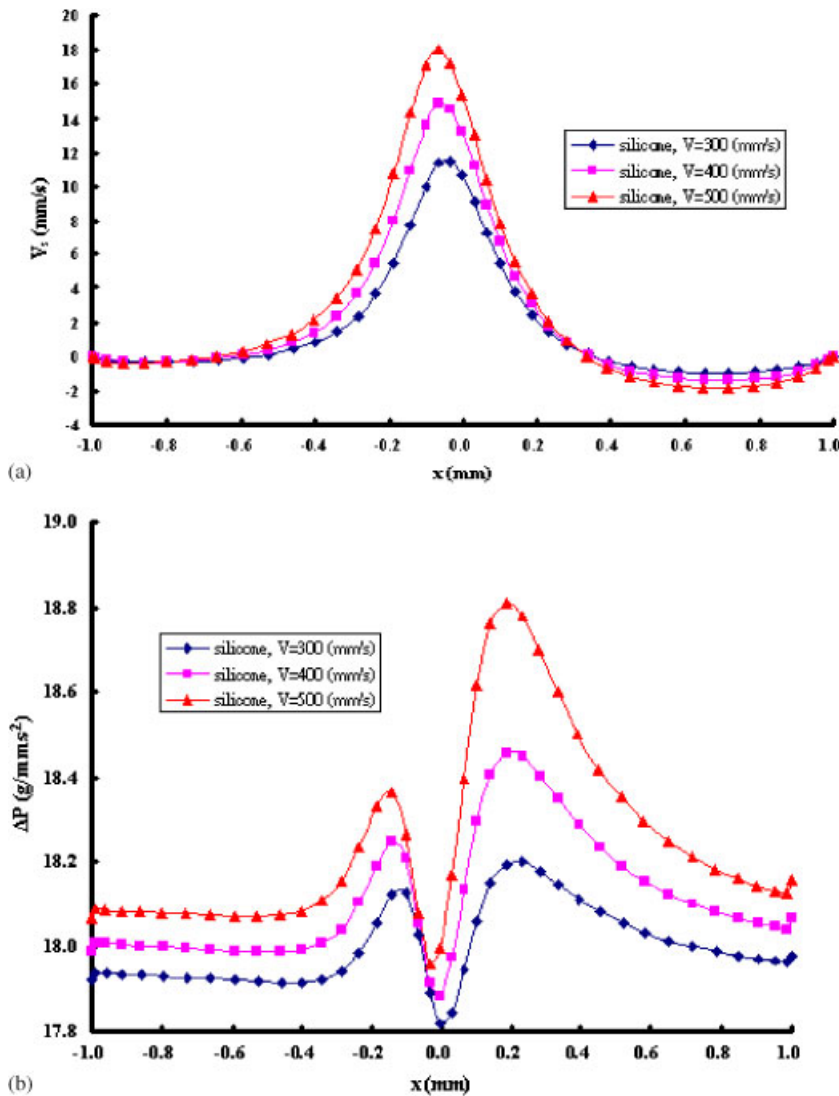 20
18
16
14
12
10
8
6
4
2
0
-2
-4
Vs (mm/s)
silicone, V=300 (mm/s)
silicone, V=400 (mm/s)
silicone, V=500 (mm/s)
-1.0 -0.8 -0.6 -0.4 -0.2 0.0 0.2 0.4 0.6 0.8 1.0
x (mm)
(a)
19.0
18.8
18.6
18.4
18.2
18.0
17.8
ΔP (g/mms²)
silicone, V=300 (mm/s)
silicone, V=400 (mm/s)
silicone, V=500 (mm/s)
-1.0 -0.8 -0.6 -0.4 -0.2 0.0 0.2 0.4 0.6 0.8 1.0
x (mm)
(b)